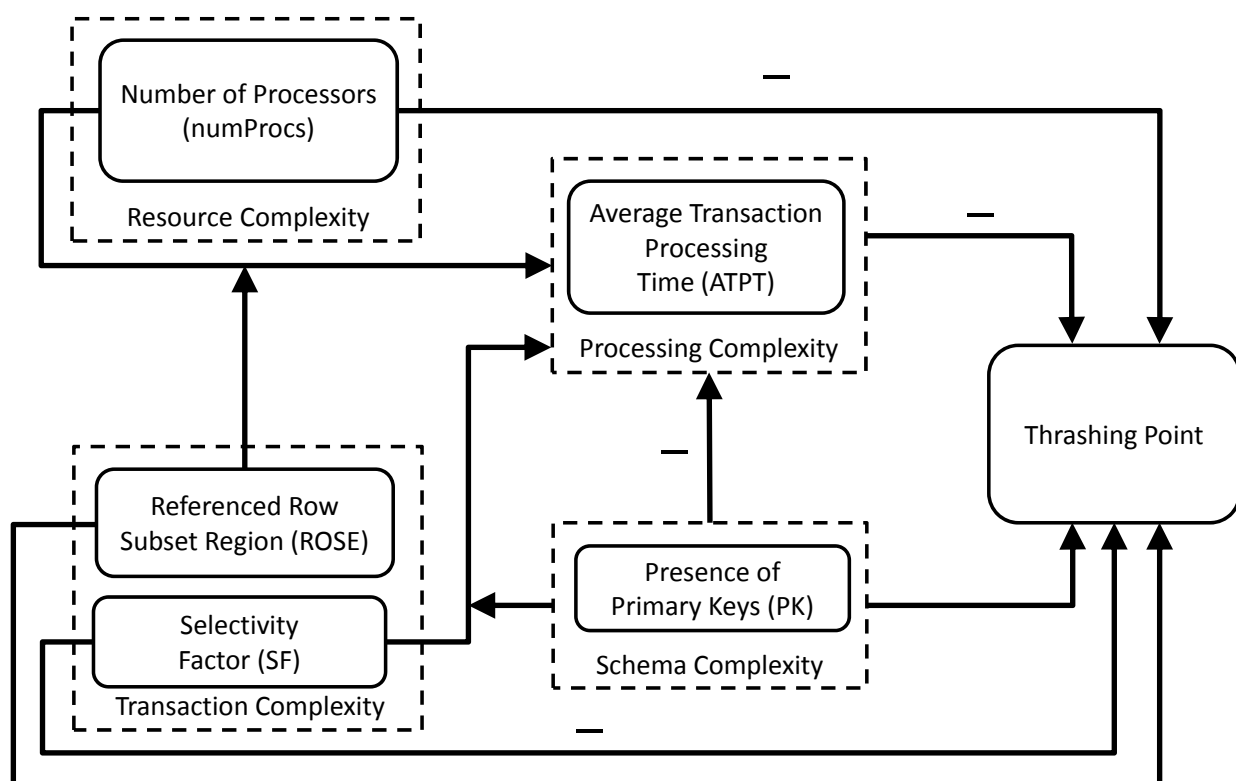 Number of Processors
(numProcs)
Resource Complexity
—
Average Transaction
Processing
Time (ATPT)
Processing Complexity
—
Thrashing Point
Referenced Row
Subset Region (ROSE)
Selectivity
Factor (SF)
Transaction Complexity
—
Presence of
Primary Keys (PK)
Schema Complexity
—